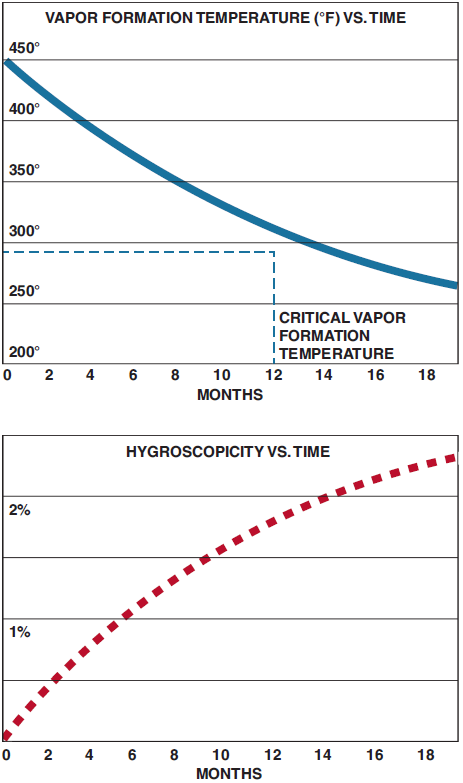 VAPOR FORMATION TEMPERATURE (°F) VS. TIME
450°
400°
350°
300°
250°
CRITICAL VAPOR
FORMATION
TEMPERATURE
200°
0 2 4 6 8 10 12 14 16 18
MONTHS
HYGROSCOPICITY VS. TIME
2%
1%
0 2 4 6 8 10 12 14 16 18
MONTHS